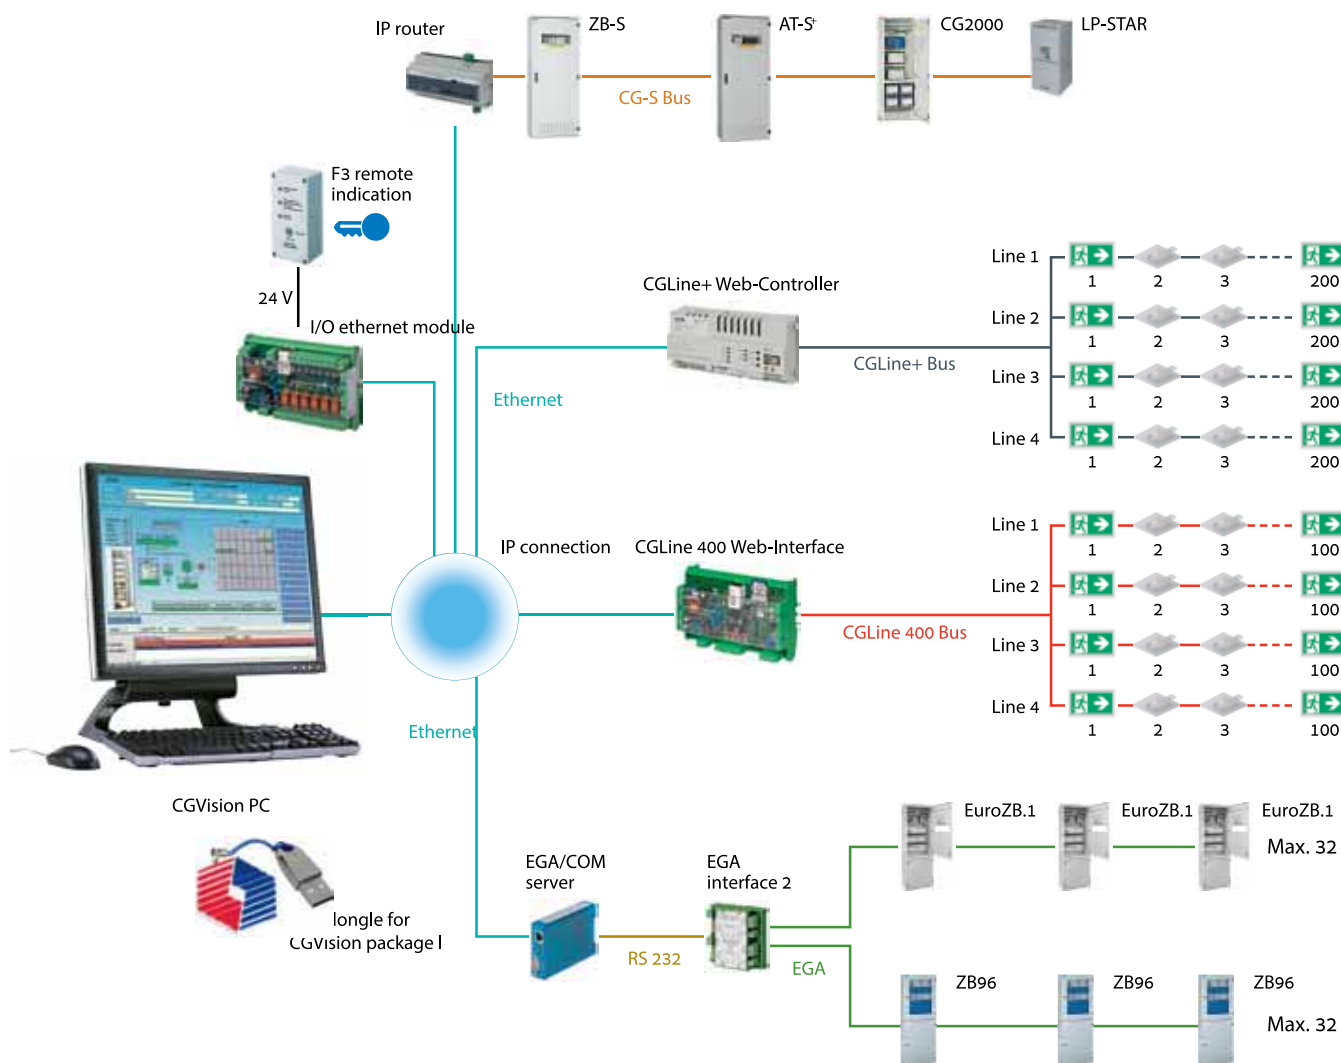 IP router
ZB-S
AT-S+
CG2000
LP-STAR
CG-S Bus
F3 remote
indication
24 V
I/O ethernet module
CGLine+ Web-Controller
CGLine+ Bus
Ethernet
Line 1
1 2 3 200
Line 2
1 2 3 200
Line 3
1 2 3 200
Line 4
1 2 3 200
IP connection
CGLine 400 Web-Interface
CGLine 400 Bus
Line 1
1 2 3 100
Line 2
1 2 3 100
Line 3
1 2 3 100
Line 4
1 2 3 100
Ethernet
CGVision PC
longle for
CGVision package I
EGA/COM
server
RS 232
EGA
interface 2
EGA
EuroZB.1 EuroZB.1 EuroZB.1
Max. 32
ZB96 ZB96 ZB96
Max. 32